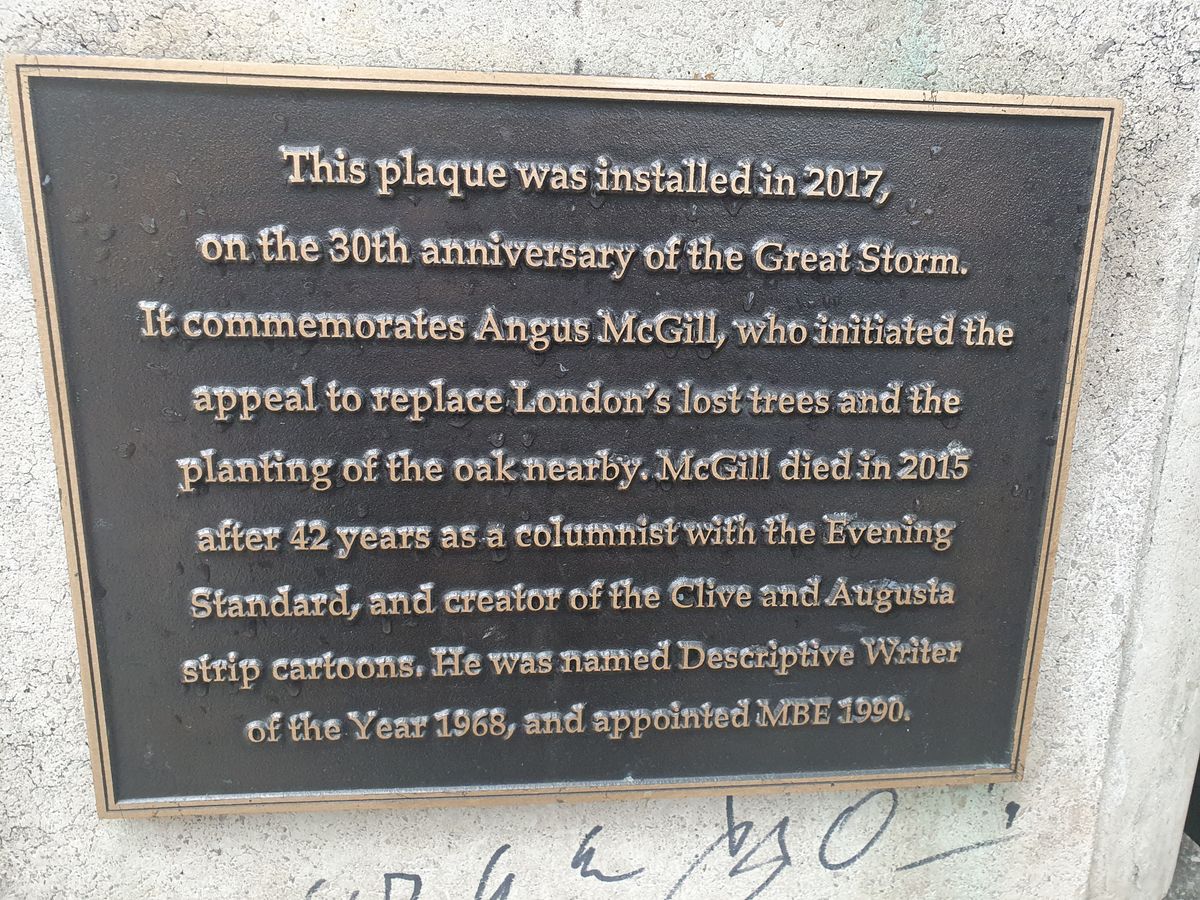 This plaque was installed in 2017,
on the 30th anniversary of the Great Storm.
It commemorates Angus McGill, who initiated the
appeal to replace London's lost trees and the
planting of the oak nearby. McGill died in 2015
after 42 years as a columnist with the Evening
Standard, and creator of the Clive and Augusta
strip cartoons. He was named Descriptive Writer
of the Year 1968, and appointed MBE 1990.